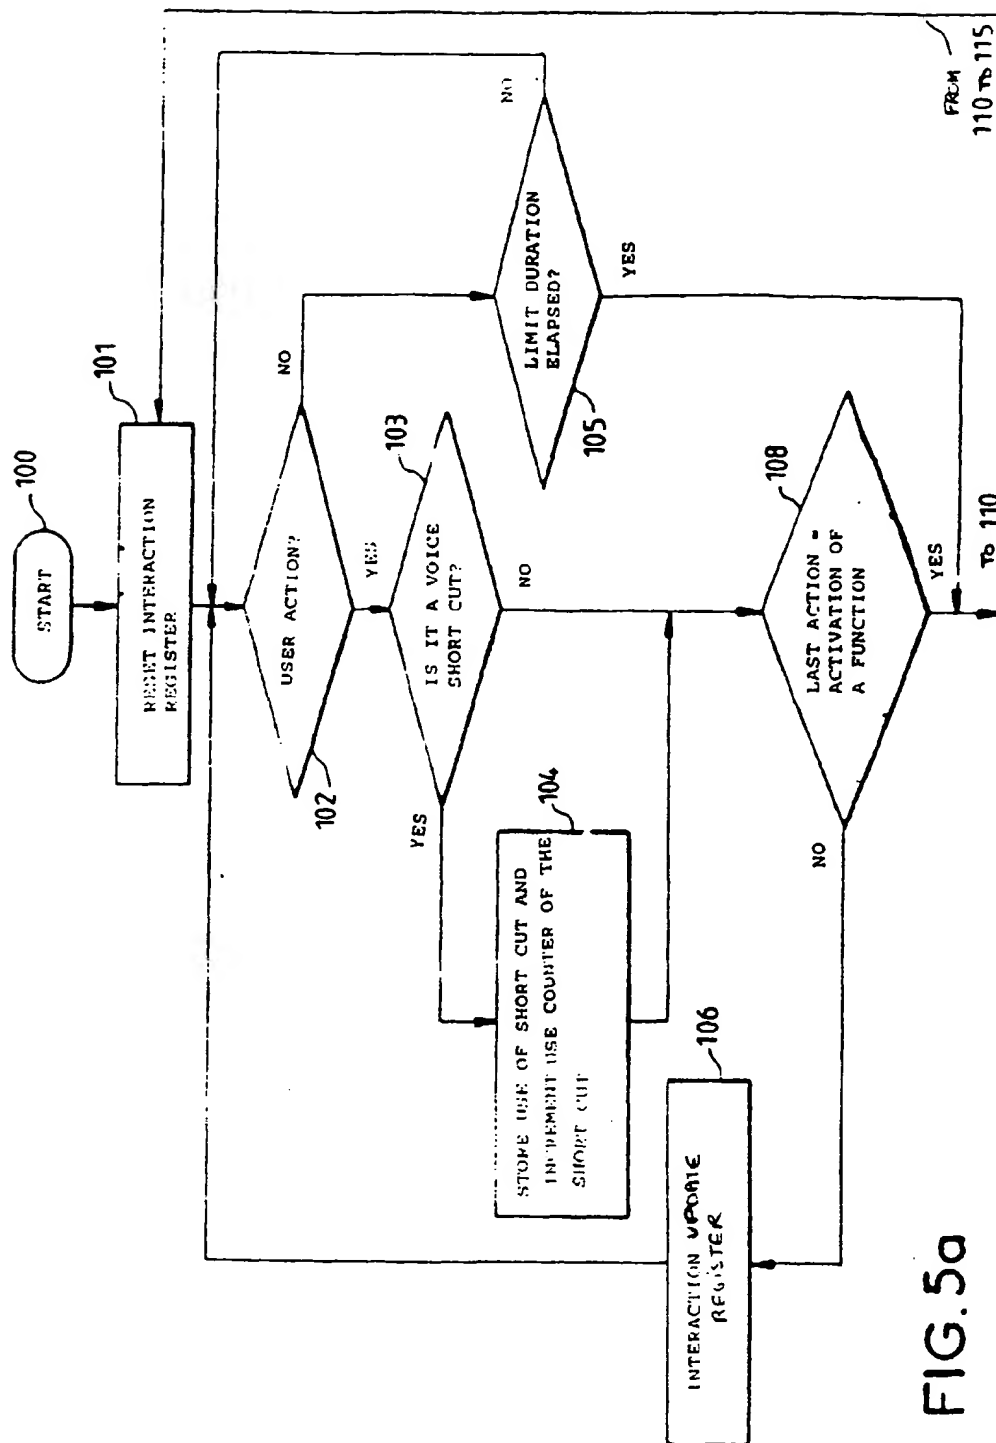 START
100
RESET INTERACTION
REGISTER
101
USER ACTION?
102
NO
YES
IS IT A VOICE
SHORT CUT?
103
YES
NO
STORE USE OF SHORT CUT AND
INCREMENT USE COUNTER OF THE
SHORT CUT
104
LIMIT DURATION
ELAPSED?
105
NO
YES
INTERACTION UPDATE
REGISTER
106
LAST ACTION =
ACTIVATION OF
A FUNCTION
108
NO
YES
TO 110
FROM
110 TO 115
FIG.5a